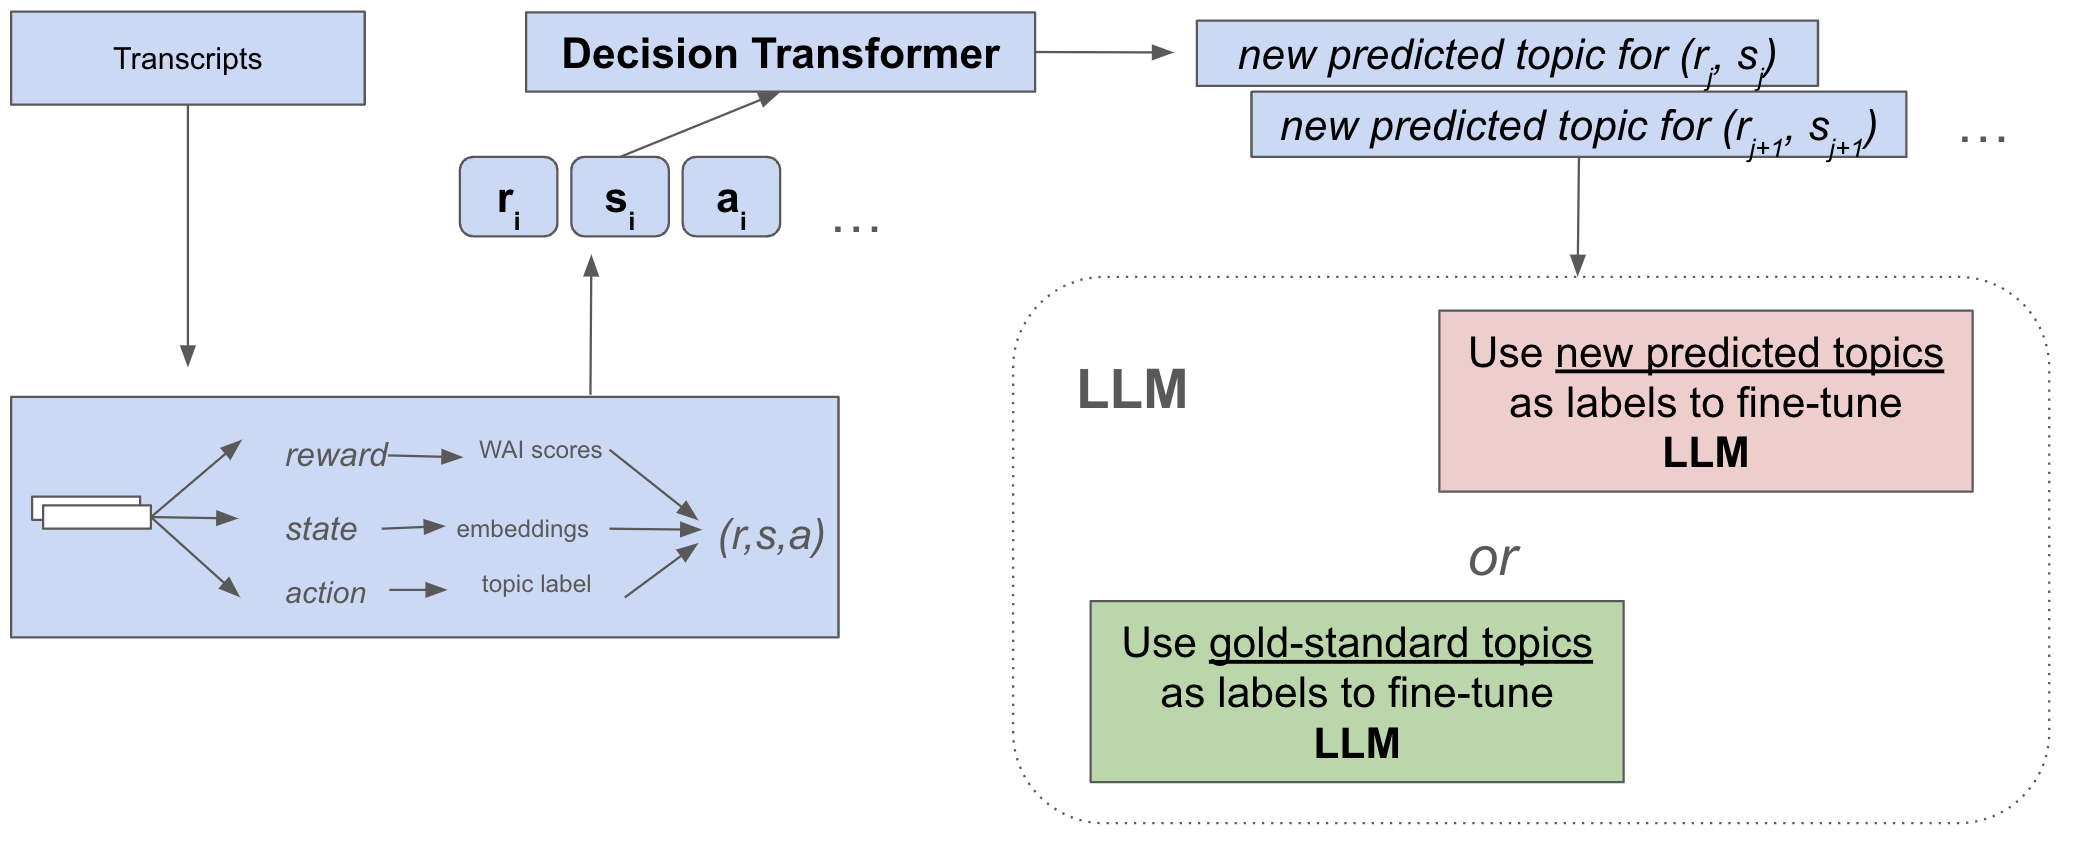 Transcripts
Decision Transformer
new predicted topic for (r_j, s_j)
new predicted topic for (r_{j+1}, s_{j+1})
...
r_i
s_i
a_i
...
reward
WAI scores
state
embeddings
(r,s,a)
action
topic label
LLM
Use new predicted topics
as labels to fine-tune
LLM
or
Use gold-standard topics
as labels to fine-tune
LLM